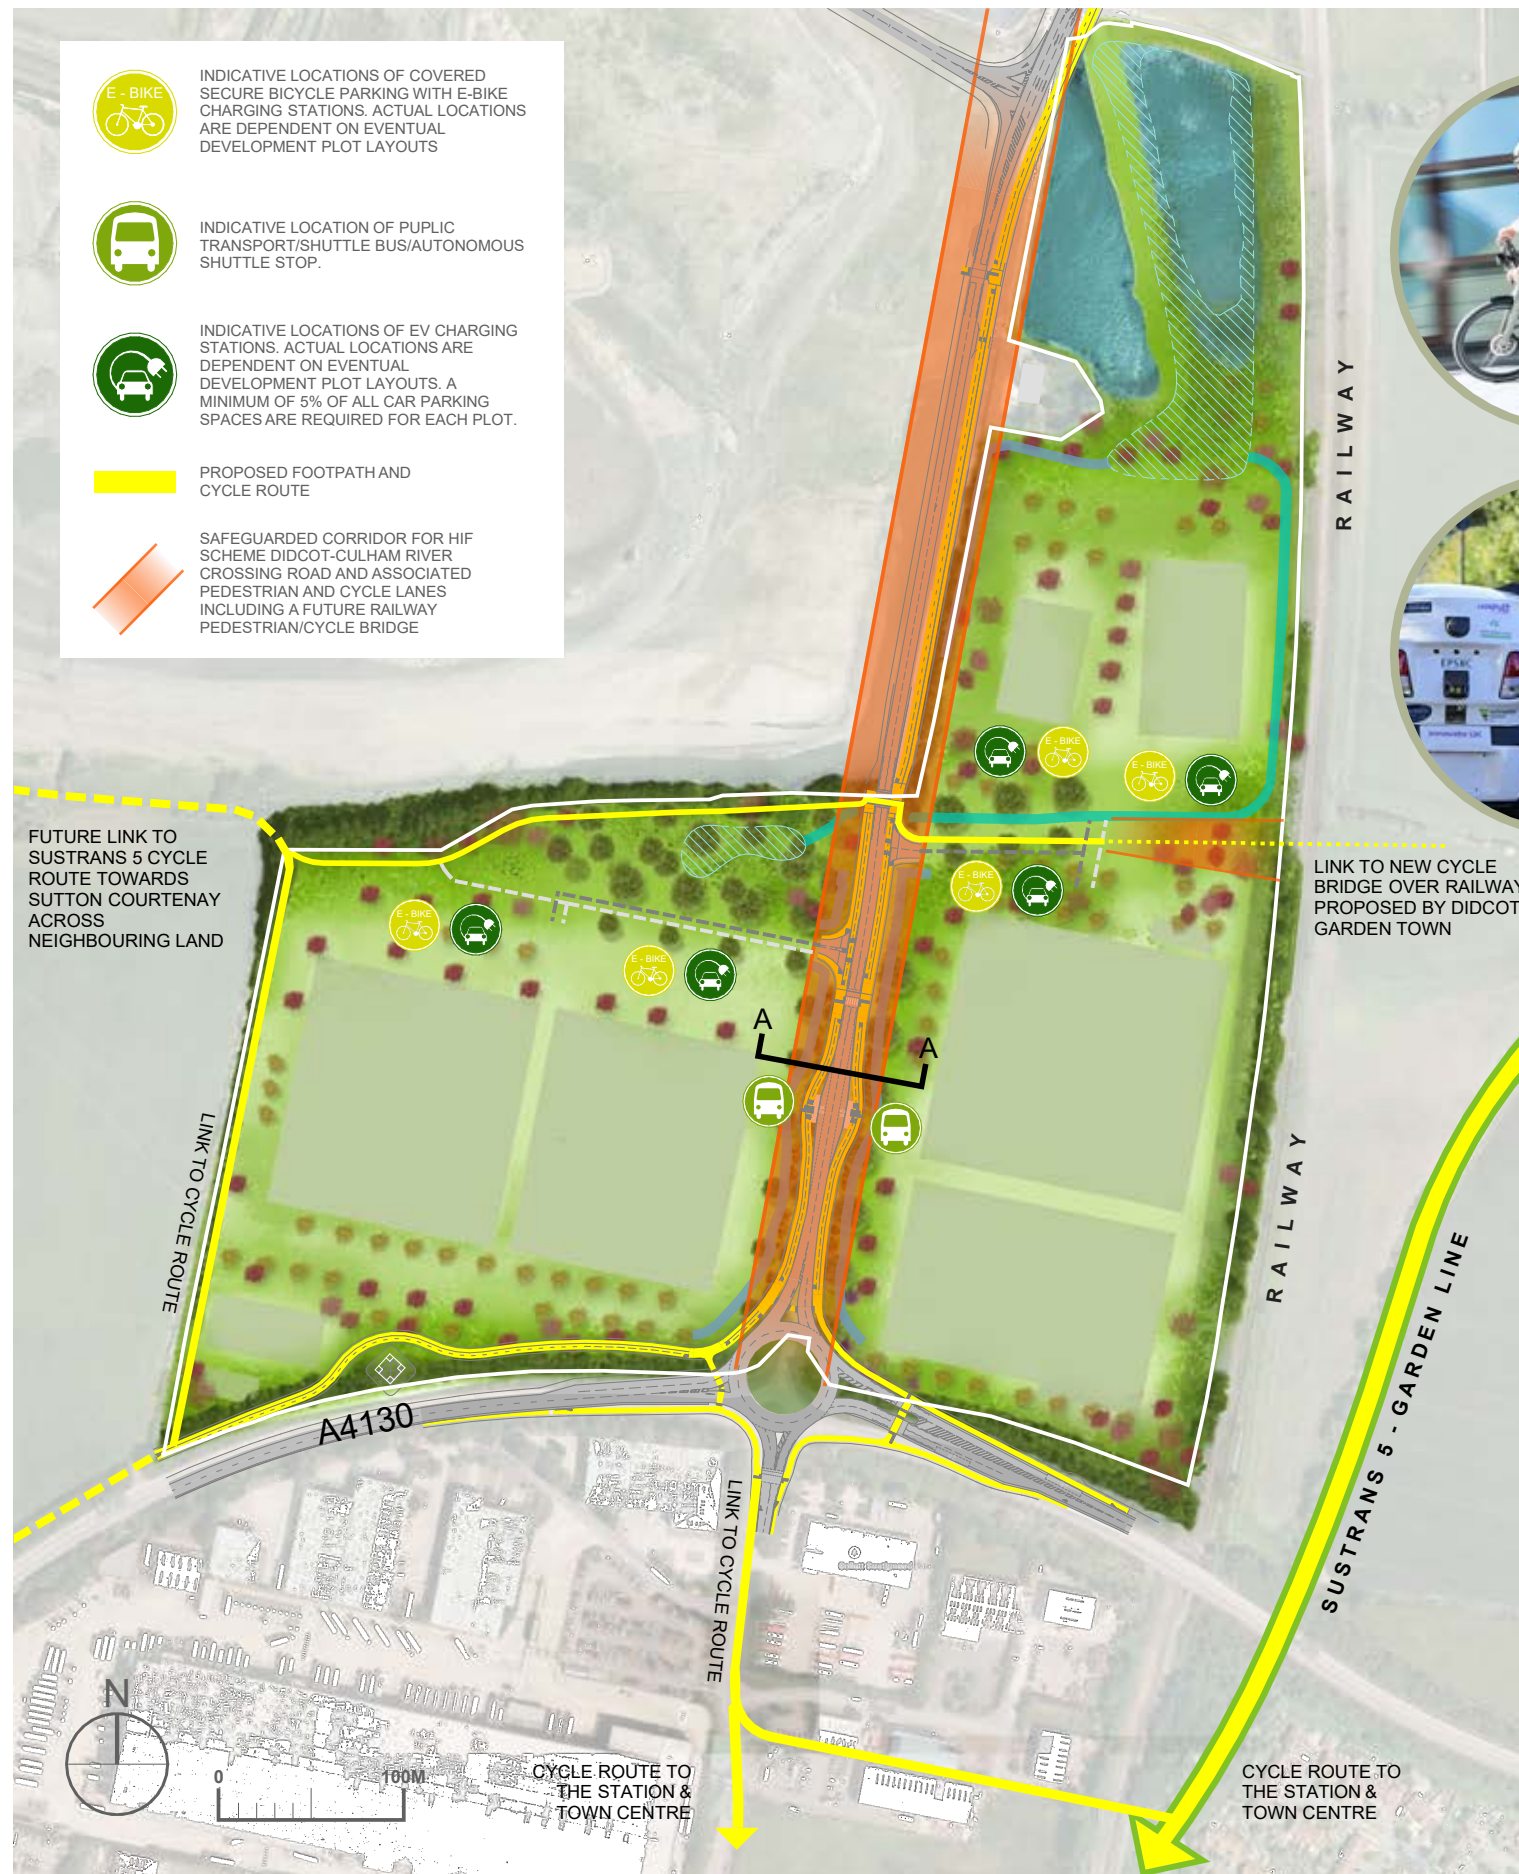 E - BIKE
INDICATIVE LOCATIONS OF COVERED
SECURE BICYCLE PARKING WITH E-BIKE
CHARGING STATIONS. ACTUAL LOCATIONS
ARE DEPENDENT ON EVENTUAL
DEVELOPMENT PLOT LAYOUTS
INDICATIVE LOCATION OF PUPLIC
TRANSPORT/SHUTTLE BUS/AUTONOMOUS
SHUTTLE STOP.
INDICATIVE LOCATIONS OF EV CHARGING
STATIONS. ACTUAL LOCATIONS ARE
DEPENDENT ON EVENTUAL
DEVELOPMENT PLOT LAYOUTS. A
MINIMUM OF 5% OF ALL CAR PARKING
SPACES ARE REQUIRED FOR EACH PLOT.
PROPOSED FOOTPATH AND
CYCLE ROUTE
SAFEGUARDED CORRIDOR FOR HIF
SCHEME DIDCOT-CULHAM RIVER
CROSSING ROAD AND ASSOCIATED
PEDESTRIAN AND CYCLE LANES
INCLUDING A FUTURE RAILWAY
PEDESTRIAN/CYCLE BRIDGE
RAILWAY
EPSRC
innovate UK
E - BIKE
E - BIKE
FUTURE LINK TO
SUSTRANS 5 CYCLE
ROUTE TOWARDS
SUTTON COURTENAY
ACROSS
NEIGHBOURING LAND
LINK TO NEW CYCLE
BRIDGE OVER RAILWAY
PROPOSED BY DIDCOT
GARDEN TOWN
E - BIKE
E - BIKE
E - BIKE
A
A
LINK TO CYCLE ROUTE
RAILWAY
SUSTRANS 5 - GARDEN LINE
A4130
LINK TO CYCLE ROUTE
N
0
100M
CYCLE ROUTE TO
THE STATION &
TOWN CENTRE
CYCLE ROUTE TO
THE STATION &
TOWN CENTRE